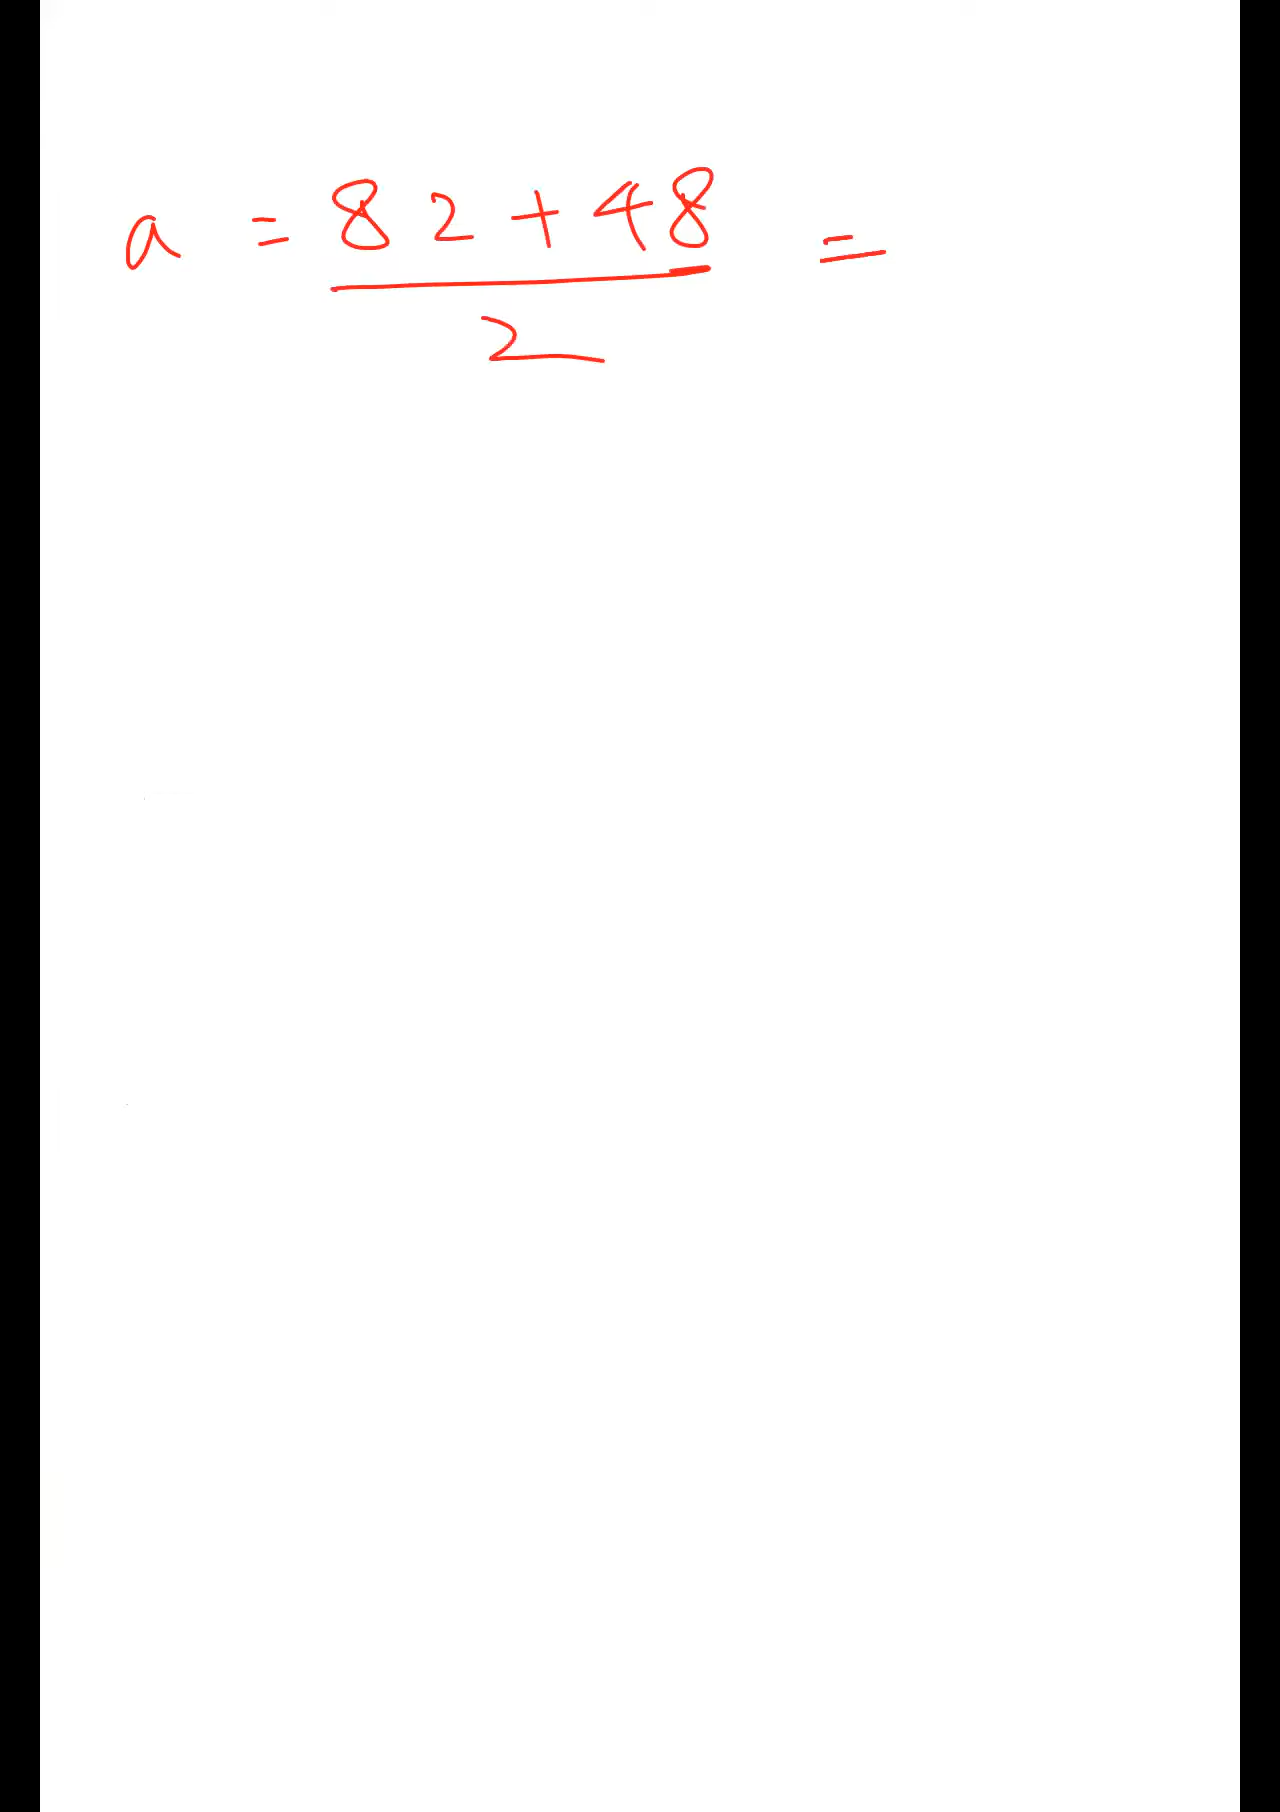 a = 82+48 =
2